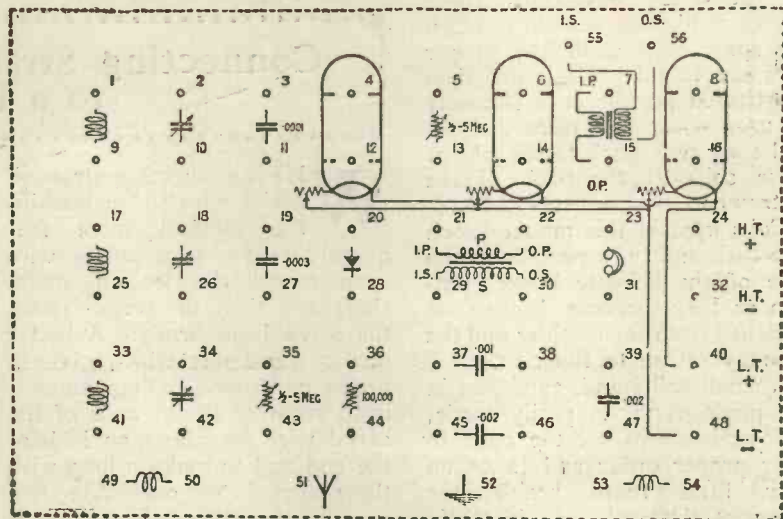 I.S. O.S.
55 56
1 2 3 4 5 6 I.P. 7 8
·0001 ½-5 MEG
9 10 11 12 13 14 15 16
O.P.
17 18 19 20 21 22 23 24 H.T. +
·0003 I.P. P O.P.
I.S. S O.S.
25 26 27 28 29 30 31 32 H.T. -
33 34 35 36 37 ·001 38 39 40 L.T. +
½-5 MEG 100,000 ·002
41 42 43 44 45 ·002 46 47 48 L.T. -
49 50 51 52 53 54